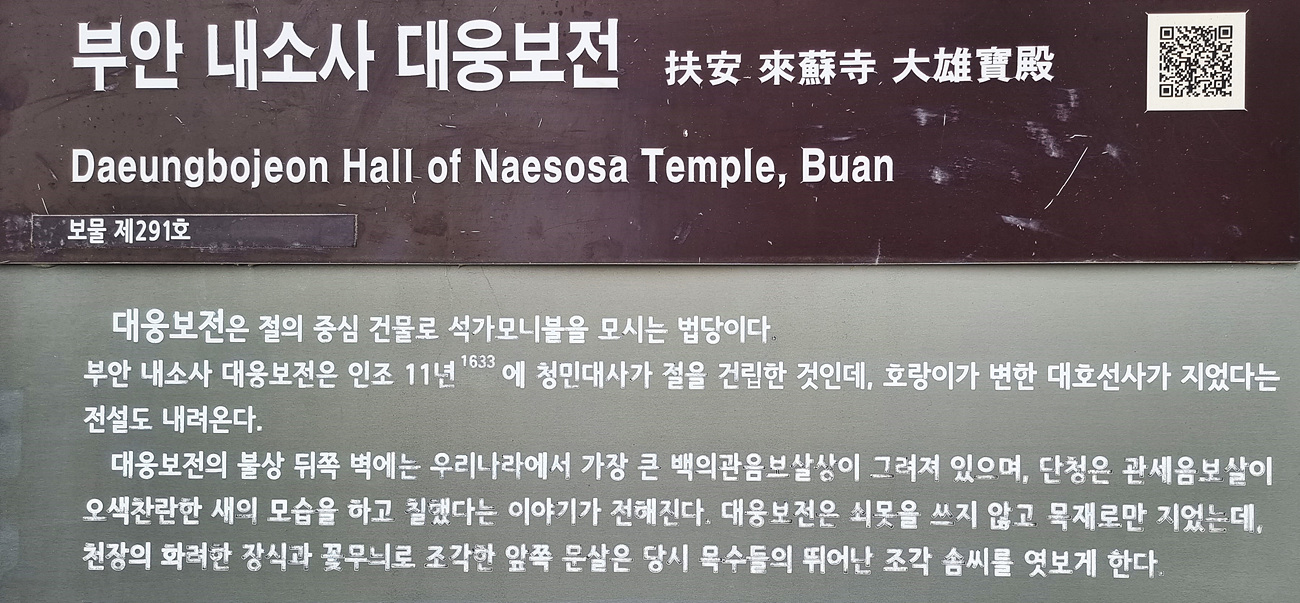 부안 내소사 대웅보전 扶安 來蘇寺 大雄寶殿
Daeungbojeon Hall of Naesosa Temple, Buan
보물 제291호
대웅보전은 절의 중심 건물로 석가모니불을 모시는 법당이다.
부안 내소사 대웅보전은 인조 11년1633에 청민대사가 절을 건립한 것인데, 호랑이가 변한 대호선사가 지었다는
전설도 내려온다.
대웅보전의 불상 뒤쪽 벽에는 우리나라에서 가장 큰 백의관음보살상이 그려져 있으며, 단청은 관세음보살이
오색찬란한 새의 모습을 하고 칠했다는 이야기가 전해진다. 대웅보전은 쇠못을 쓰지 않고 목재로만 지었는데,
천장의 화려한 장식과 꽃무늬로 조각한 앞쪽 문살은 당시 목수들의 뛰어난 조각 솜씨를 엿보게 한다.